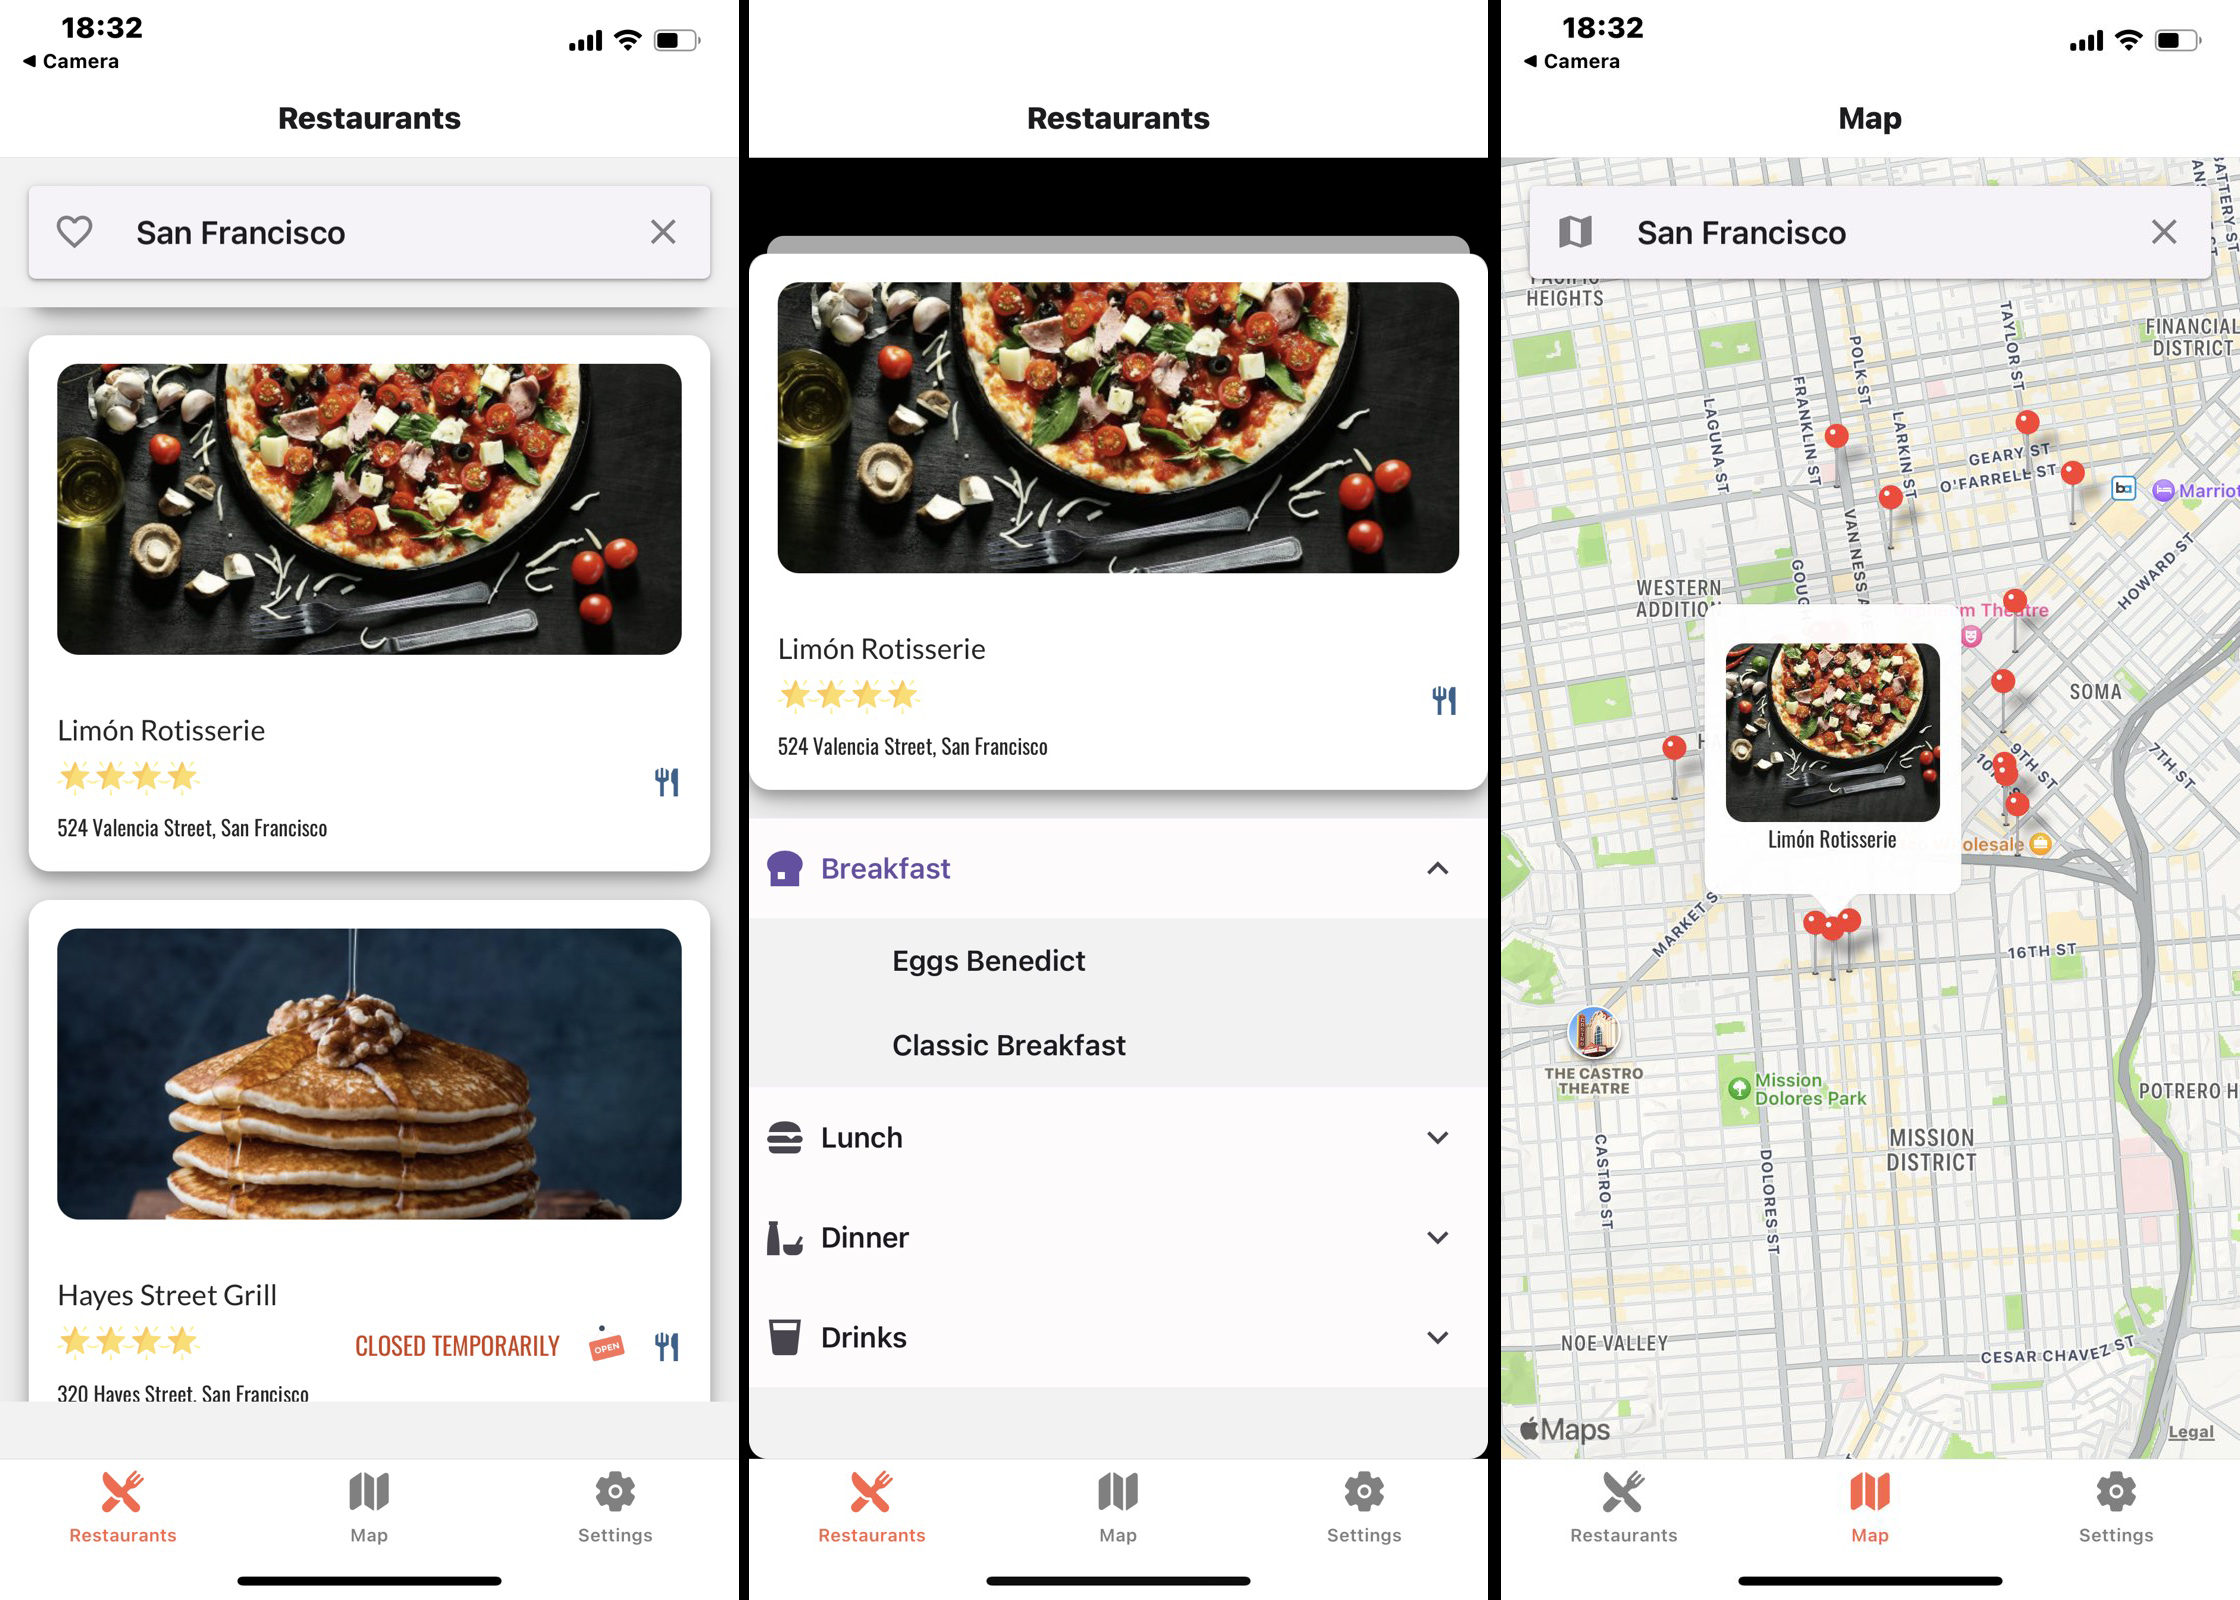 18:32
◀ Camera
Restaurants
San Francisco
Limón Rotisserie
524 Valencia Street, San Francisco
Hayes Street Grill
CLOSED TEMPORARILY
OPEN
320 Hayes Street, San Francisco
Restaurants
Map
Settings
Restaurants
Limón Rotisserie
524 Valencia Street, San Francisco
Breakfast
Eggs Benedict
Classic Breakfast
Lunch
Dinner
Drinks
Restaurants
Map
Settings
18:32
◀ Camera
Map
San Francisco
BATTERY ST
HEIGHTS
FINANCIAL
DISTRICT
TAYLOR ST
POLK ST
FRANKLIN ST
LAGUNA ST
LARKIN ST
GEARY ST
O'FARRELL ST
Marriot
VAN NESS A
HOWARD ST
GOUG
WESTERN
ADDITION
m Theatre
SOMA
9TH ST
7TH ST
Limón Rotisserie
olesale
MARKET S
16TH ST
THE CASTRO
THEATRE
Mission
Dolores Park
POTRERO H
MISSION
DISTRICT
CASTRO ST
DOLORES ST
NOE VALLEY
CESAR CHAVEZ ST
Maps
Legal
Restaurants
Map
Settings